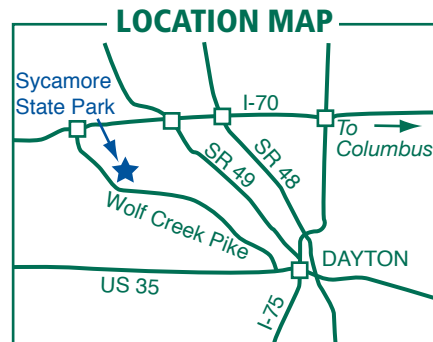 LOCATION MAP
Sycamore
State Park
I-70
To
Columbus
SR 49
SR 48
Wolf Creek Pike
DAYTON
US 35
I-75